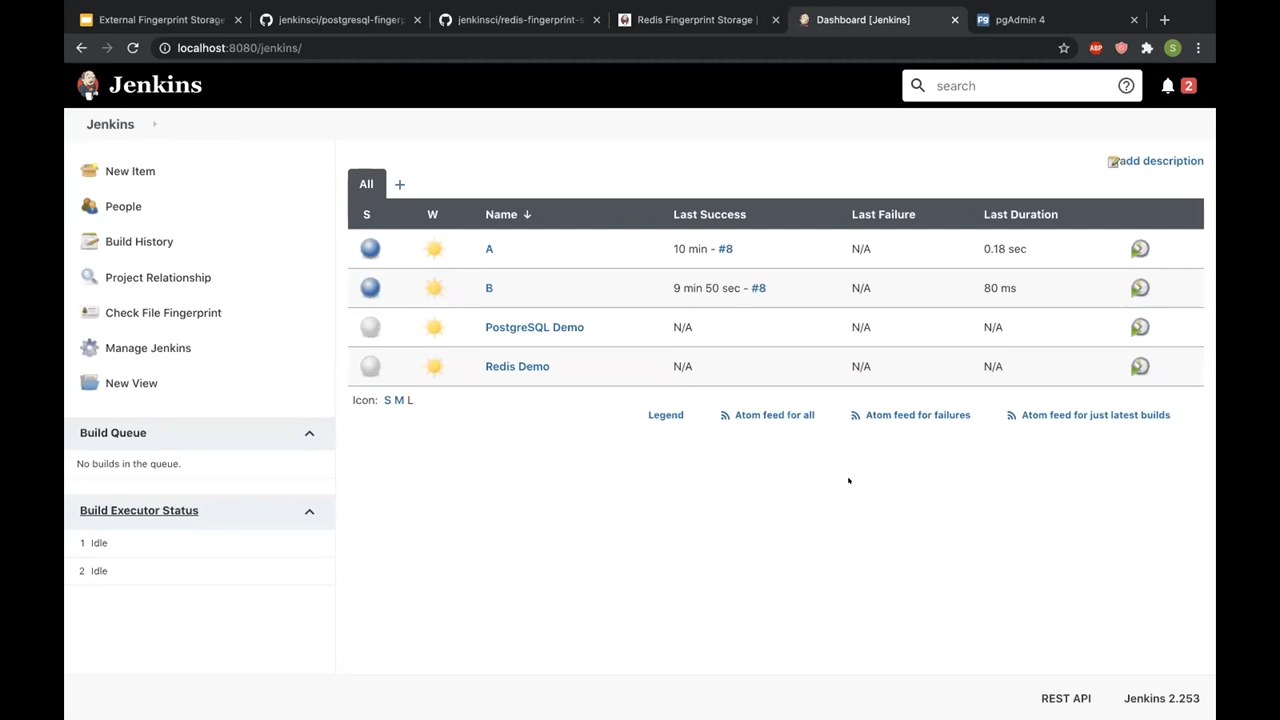 External Fingerprint Storage
jenkinsci/postgresql-fingerp
jenkinsci/redis-fingerprint-s
Redis Fingerprint Storage |
Dashboard [Jenkins]
Pg pgAdmin 4
localhost:8080/jenkins/
ABP
S
Jenkins
search
2
Jenkins
New Item
People
Build History
Project Relationship
Check File Fingerprint
Manage Jenkins
New View
Build Queue
No builds in the queue.
Build Executor Status
1 Idle
2 Idle
add description
All +
S W Name ↓ Last Success Last Failure Last Duration
A 10 min - #8 N/A 0.18 sec
B 9 min 50 sec - #8 N/A 80 ms
PostgreSQL Demo N/A N/A N/A
Redis Demo N/A N/A N/A
Icon: S M L
Legend Atom feed for all Atom feed for failures Atom feed for just latest builds
REST API Jenkins 2.253